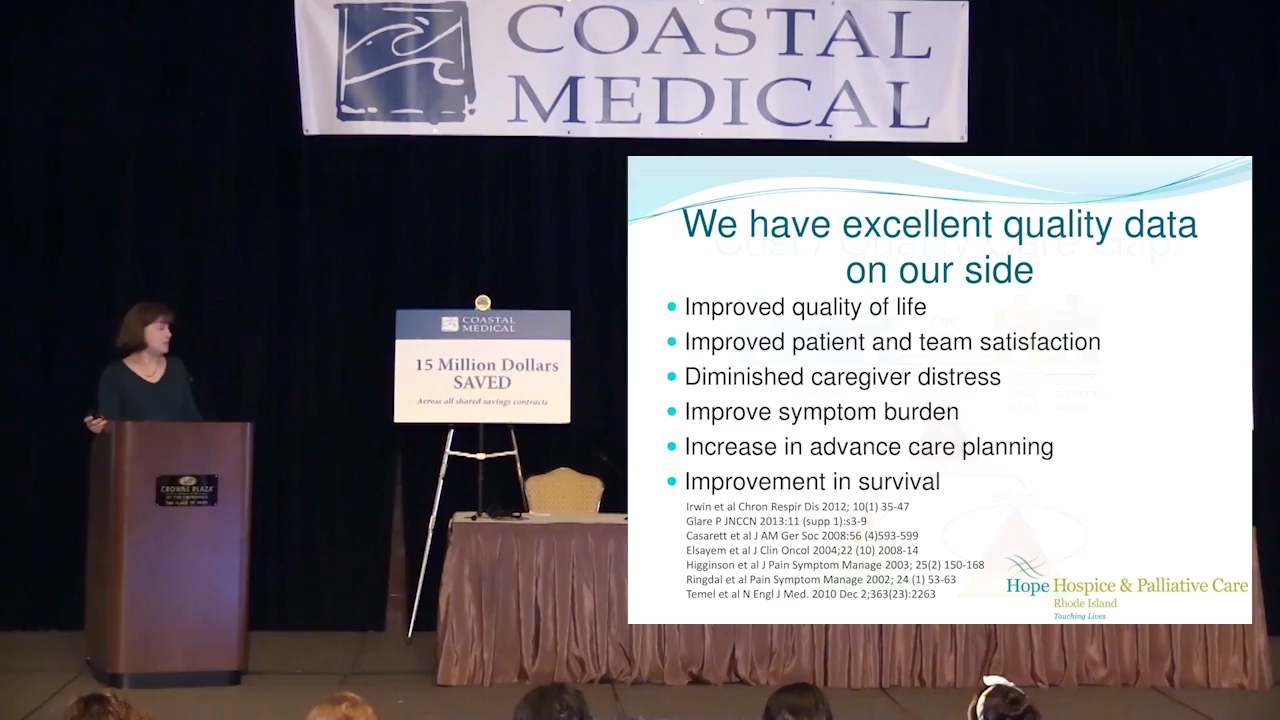 COASTAL
MEDICAL
COASTAL
MEDICAL
15 Million Dollars
SAVED
Across all shared savings contracts
CROWNE PLAZA
We have excellent quality data
on our side
Improved quality of life
Improved patient and team satisfaction
Diminished caregiver distress
Improve symptom burden
Increase in advance care planning
Improvement in survival
Irwin et al Chron Respir Dis 2012; 10(1) 35-47
Glare P JNCCN 2013:11 (supp 1):s3-9
Casarett et al J AM Ger Soc 2008:56 (4)593-599
Elsayem et al J Clin Oncol 2004;22 (10) 2008-14
Higginson et al J Pain Symptom Manage 2003; 25(2) 150-168
Ringdal et al Pain Symptom Manage 2002; 24 (1) 53-63
Temel et al N Engl J Med. 2010 Dec 2;363(23):2263
Hope Hospice & Palliative Care
Rhode Island
Touching Lives